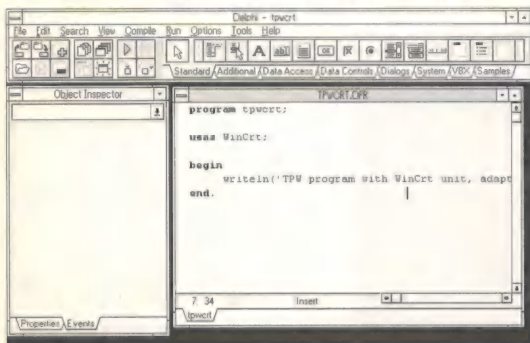 Delphi - tpwcrt
File Edit Search View Compile Run Options Tools Help
Standard Additional Data Access Data Controls Dialogs System VBX Samples
Object Inspector
TPWCRT.DPR
program tpwcrt;
uses WinCrt;
begin
writeln('TPW program with WinCrt unit, adapt
end.
7 34 Insert
tpwcrt
Properties Events